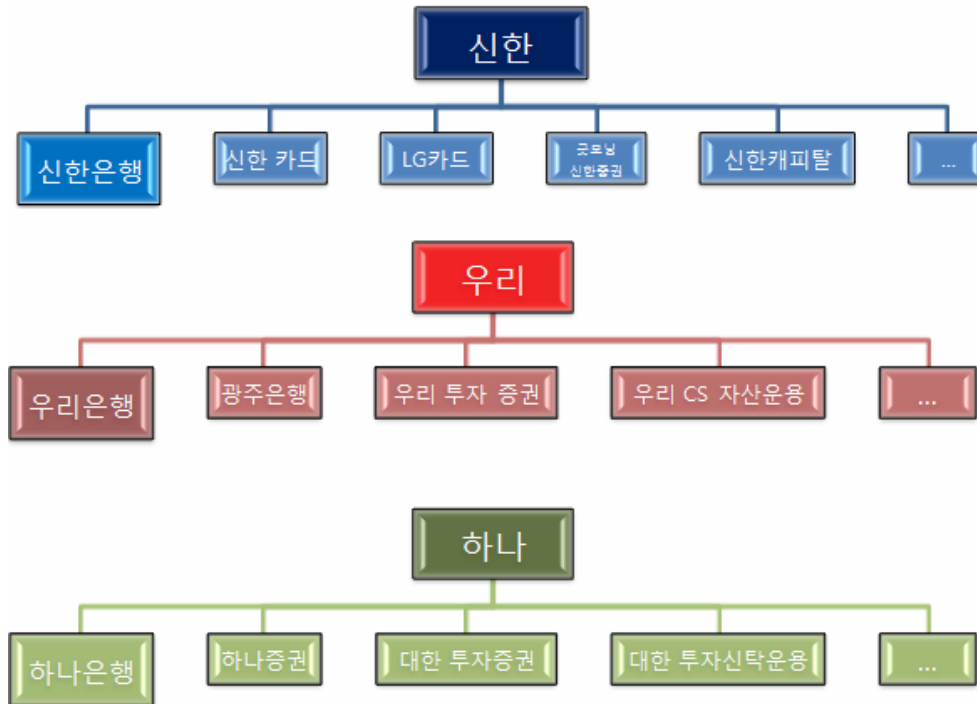 신한
신한은행
신한 카드
LG카드
굿모닝
신한증권
신한캐피탈
...
우리
우리은행
광주은행
우리 투자 증권
우리 CS 자산운용
...
하나
하나은행
하나증권
대한 투자증권
대한 투자신탁운용
...